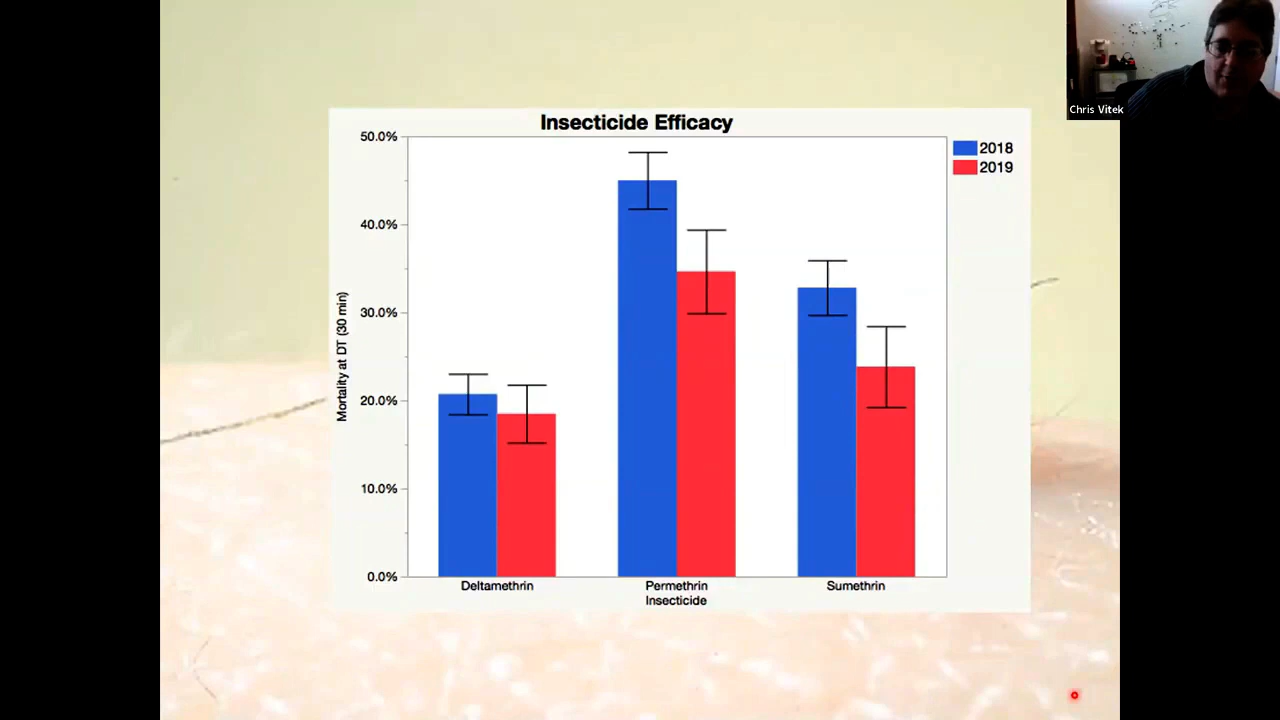 Chris Vitek
Insecticide Efficacy
50.0%
40.0%
30.0%
20.0%
10.0%
0.0%
Mortality at DT (30 min)
Deltamethrin
Permethrin
Sumethrin
Insecticide
2018
2019